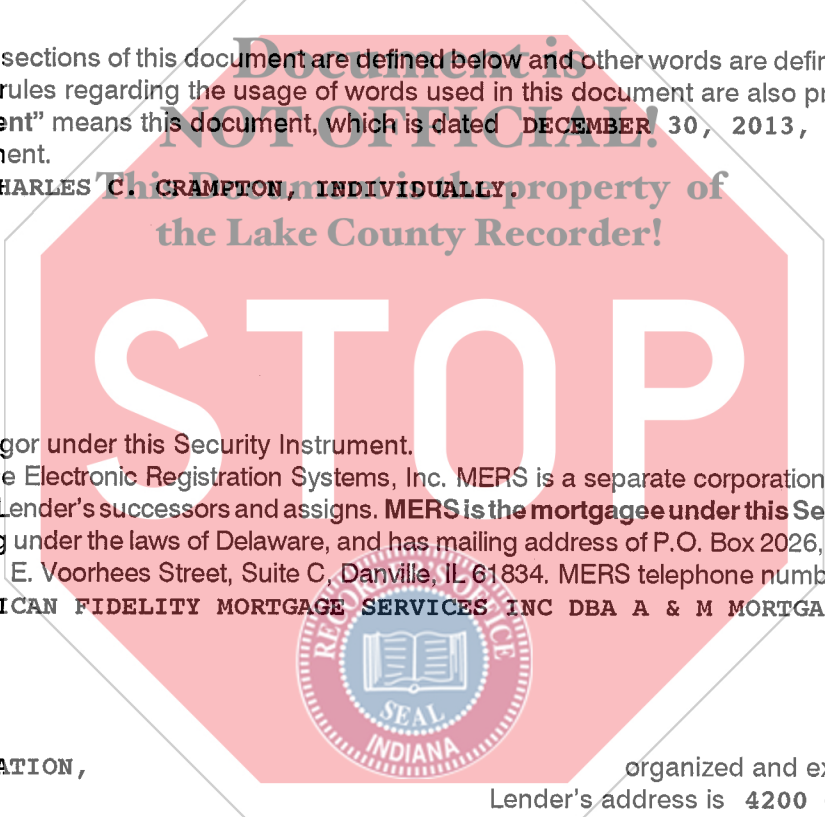 Document is
sections of this document are defined below and other words are defin
rules regarding the usage of words used in this document are also pr
NOT OFFICIAL!
ent” means this document, which is dated DECEMBER 30, 2013,
ent.
This Document is the property of
HARLES C. CRAMPTON, INDIVIDUALLY.
the Lake County Recorder!
STOP
gor under this Security Instrument.
e Electronic Registration Systems, Inc. MERS is a separate corporation
Lender’s successors and assigns. MERS is the mortgagee under this Se
g under the laws of Delaware, and has mailing address of P.O. Box 2026,
E. Voorhees Street, Suite C, Danville, IL 61834. MERS telephone numb
ICAN FIDELITY MORTGAGE SERVICES INC DBA A & M MORTGA
RECORDER'S OFFICE
SEAL
INDIANA
ATION,
organized and ex
Lender’s address is 4200